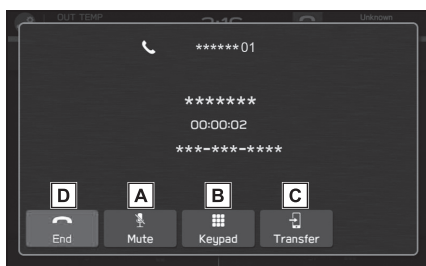 OUT TEMP
Unknown
******01
*******
00:00:02
***-***-****
D A B C
End Mute Keypad Transfer